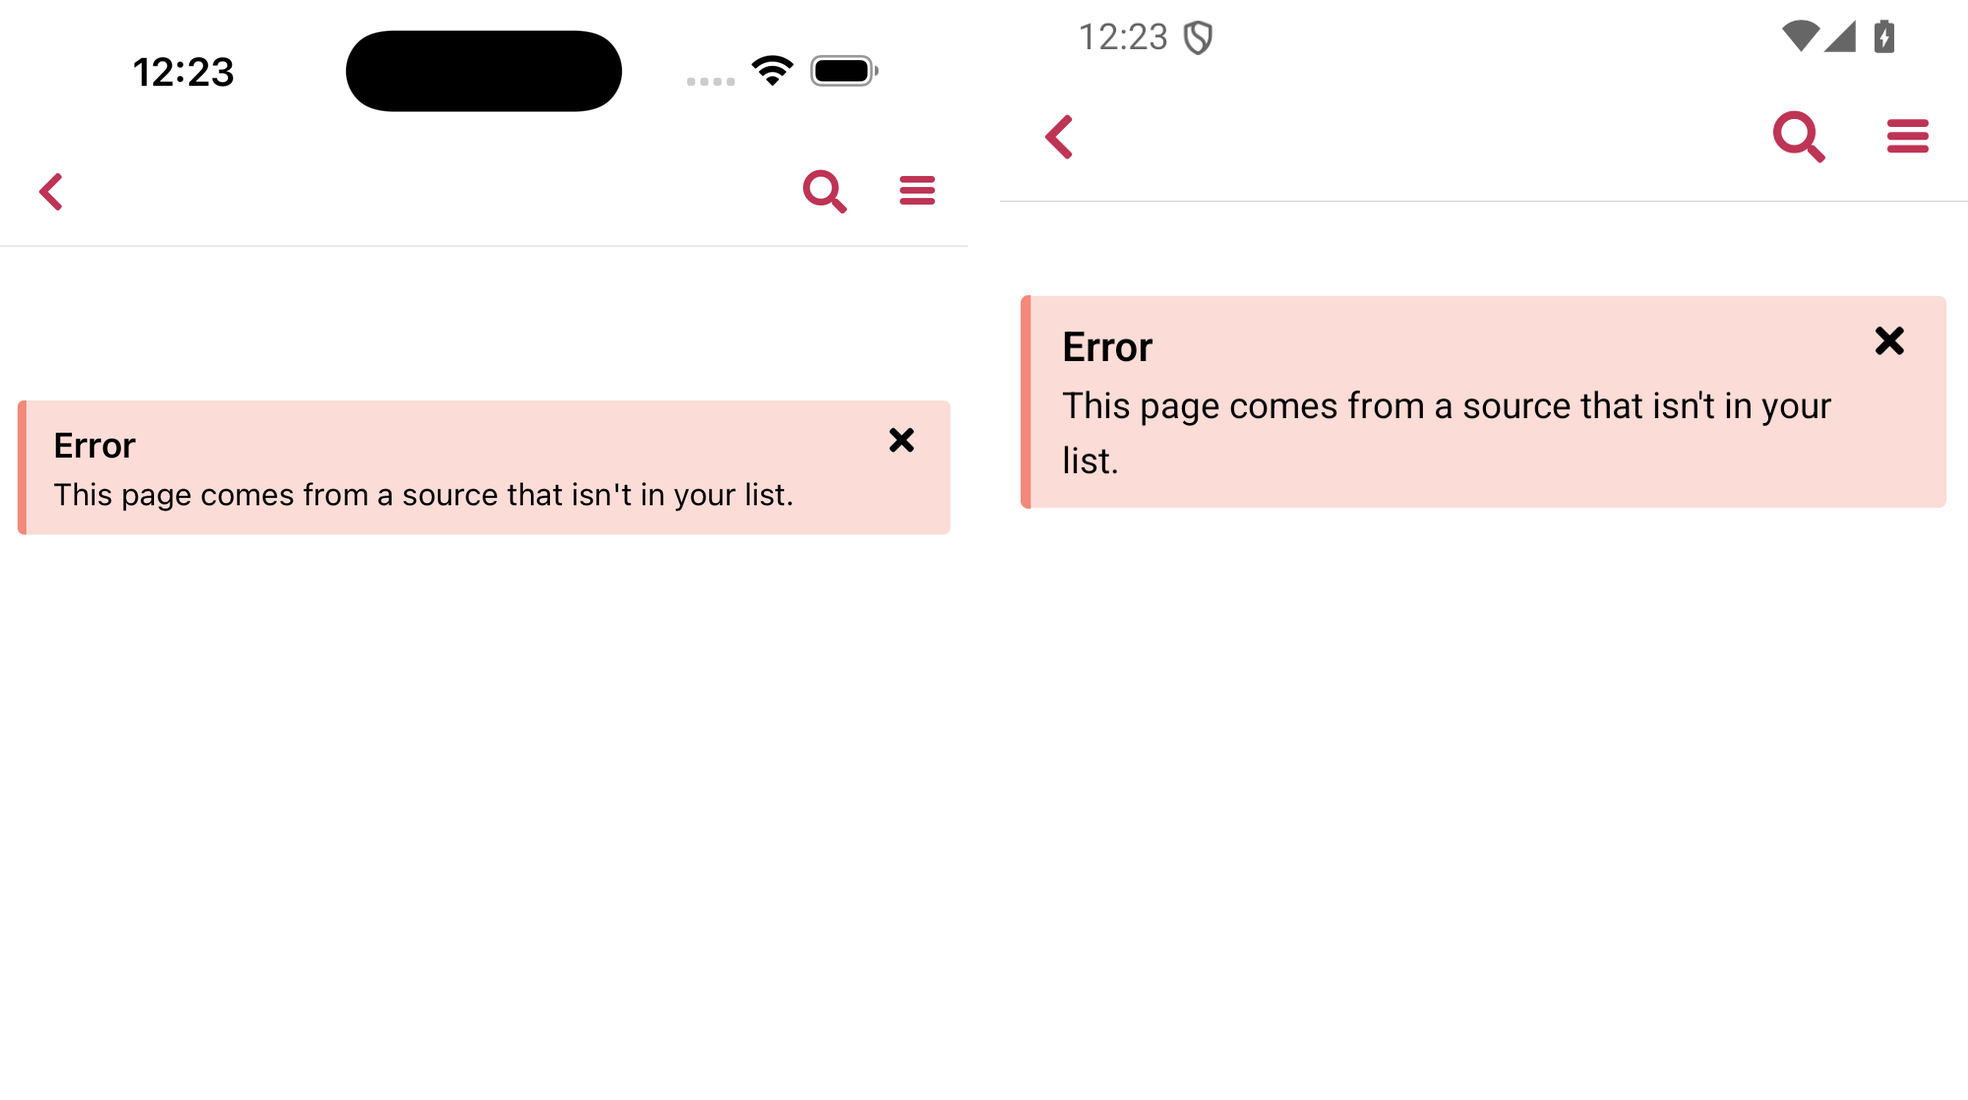 12:23
Error
This page comes from a source that isn't in your list.
12:23
Error
This page comes from a source that isn't in your
list.